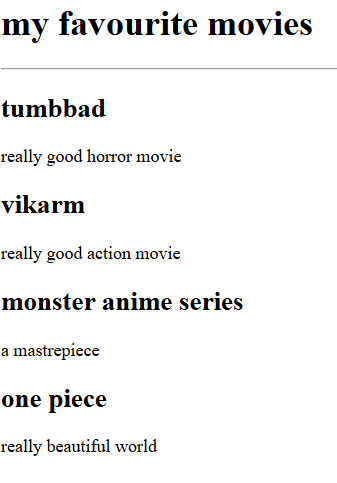 my favourite movies
tumbbad
really good horror movie
vikarm
really good action movie
monster anime series
a mastrepiece
one piece
really beautiful world